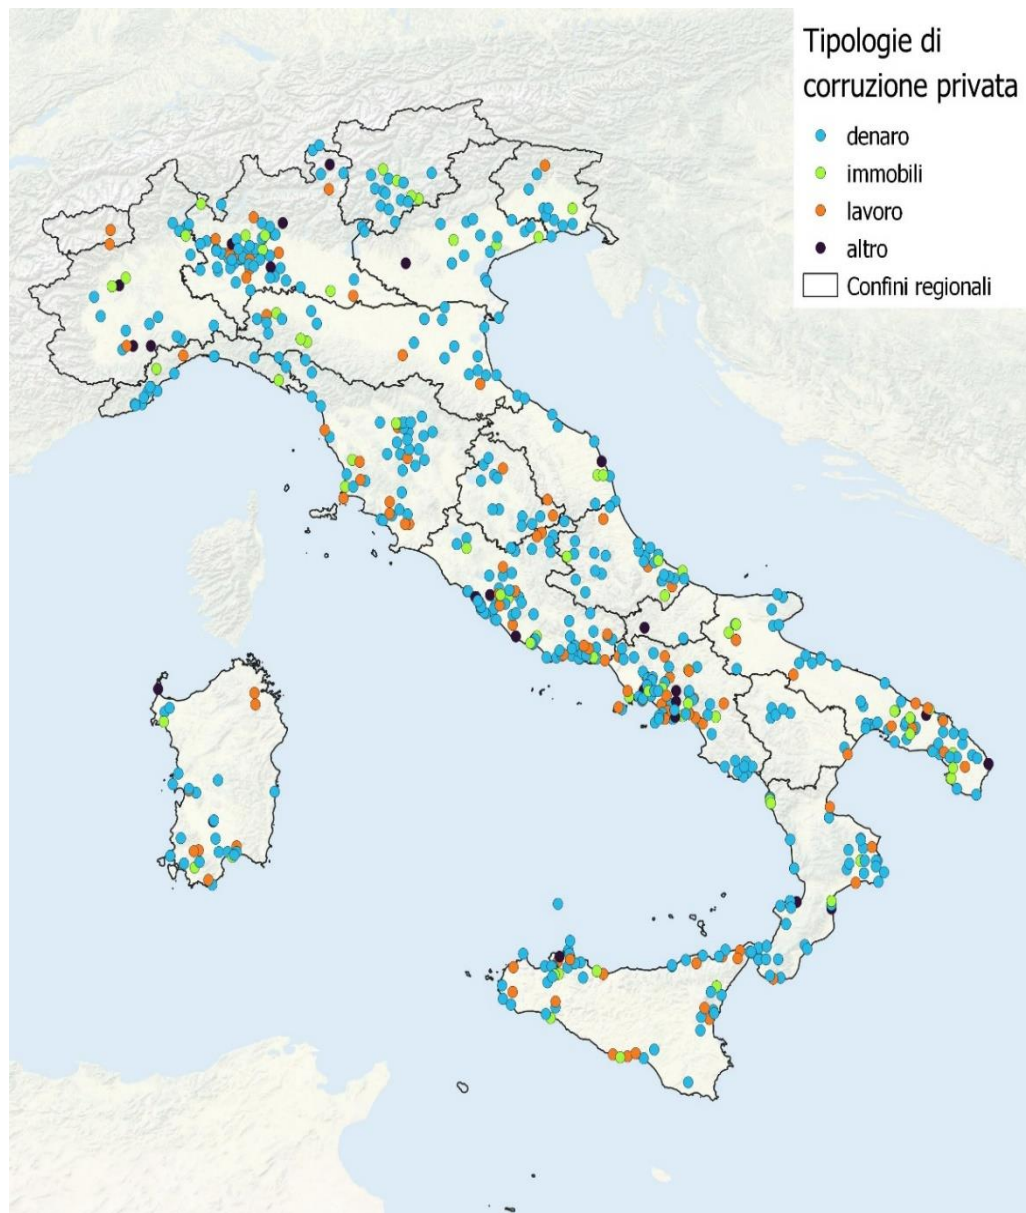 Tipologie di
corruzione privata
denaro
immobili
lavoro
altro
Confini regionali